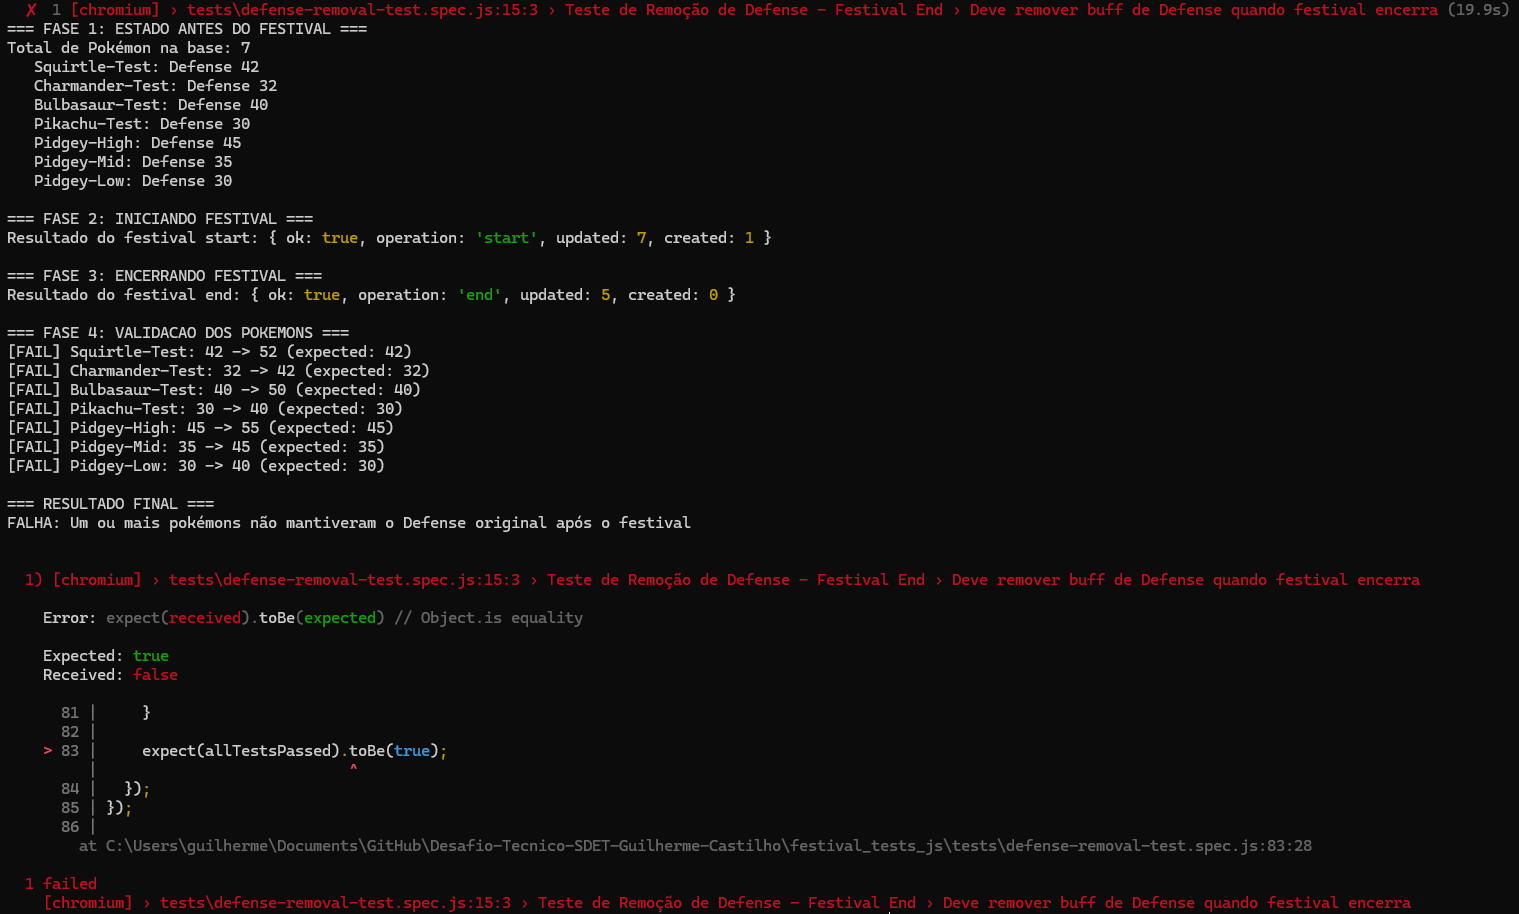 ✗  1 [chromium] › tests\defense-removal-test.spec.js:15:3 › Teste de Remoção de Defense – Festival End › Deve remover buff de Defense quando festival encerra (19.9s)
=== FASE 1: ESTADO ANTES DO FESTIVAL ===
Total de Pokémon na base: 7
   Squirtle-Test: Defense 42
   Charmander-Test: Defense 32
   Bulbasaur-Test: Defense 40
   Pikachu-Test: Defense 30
   Pidgey-High: Defense 45
   Pidgey-Mid: Defense 35
   Pidgey-Low: Defense 30
=== FASE 2: INICIANDO FESTIVAL ===
Resultado do festival start: { ok: true, operation: 'start', updated: 7, created: 1 }
=== FASE 3: ENCERRANDO FESTIVAL ===
Resultado do festival end: { ok: true, operation: 'end', updated: 5, created: 0 }
=== FASE 4: VALIDACAO DOS POKEMONS ===
[FAIL] Squirtle-Test: 42 -> 52 (expected: 42)
[FAIL] Charmander-Test: 32 -> 42 (expected: 32)
[FAIL] Bulbasaur-Test: 40 -> 50 (expected: 40)
[FAIL] Pikachu-Test: 30 -> 40 (expected: 30)
[FAIL] Pidgey-High: 45 -> 55 (expected: 45)
[FAIL] Pidgey-Mid: 35 -> 45 (expected: 35)
[FAIL] Pidgey-Low: 30 -> 40 (expected: 30)
=== RESULTADO FINAL ===
FALHA: Um ou mais pokémons não mantiveram o Defense original após o festival
  1) [chromium] › tests\defense-removal-test.spec.js:15:3 › Teste de Remoção de Defense – Festival End › Deve remover buff de Defense quando festival encerra
    Error: expect(received).toBe(expected) // Object.is equality
    Expected: true
    Received: false
      81 |     }
      82 |
    > 83 |     expect(allTestsPassed).toBe(true);
         |                            ^
      84 |   });
      85 | });
      86 |
        at C:\Users\guilherme\Documents\GitHub\Desafio-Tecnico-SDET-Guilherme-Castilho\festival_tests_js\tests\defense-removal-test.spec.js:83:28
  1 failed
    [chromium] › tests\defense-removal-test.spec.js:15:3 › Teste de Remoção de Defense – Festival End › Deve remover buff de Defense quando festival encerra